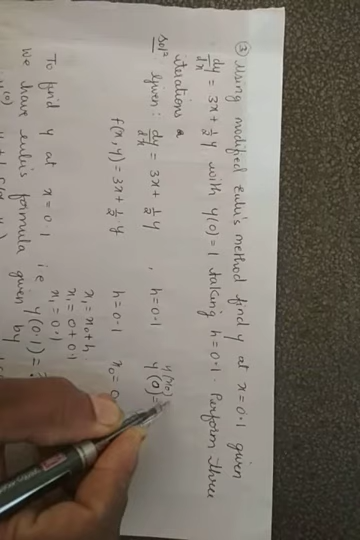 ③ Using modified euler's method find y at x = 0.1 given
dy/dx = 3x + 1/2 y with y(0) = 1 taking h = 0.1. Perform three
iterations
solⁿ Given: dy/dx = 3x + 1/2 y , h = 0.1 y(0) =
y(x₀)
f(x,y) = 3x + 1/2 y h = 0.1 x₀ = 0
x₁ = x₀ + h
x₁ = 0 + 0.1
To find y at x = 0.1 i.e x₁ = 0.1 y(0.1) = ?
We have euler's formula given by